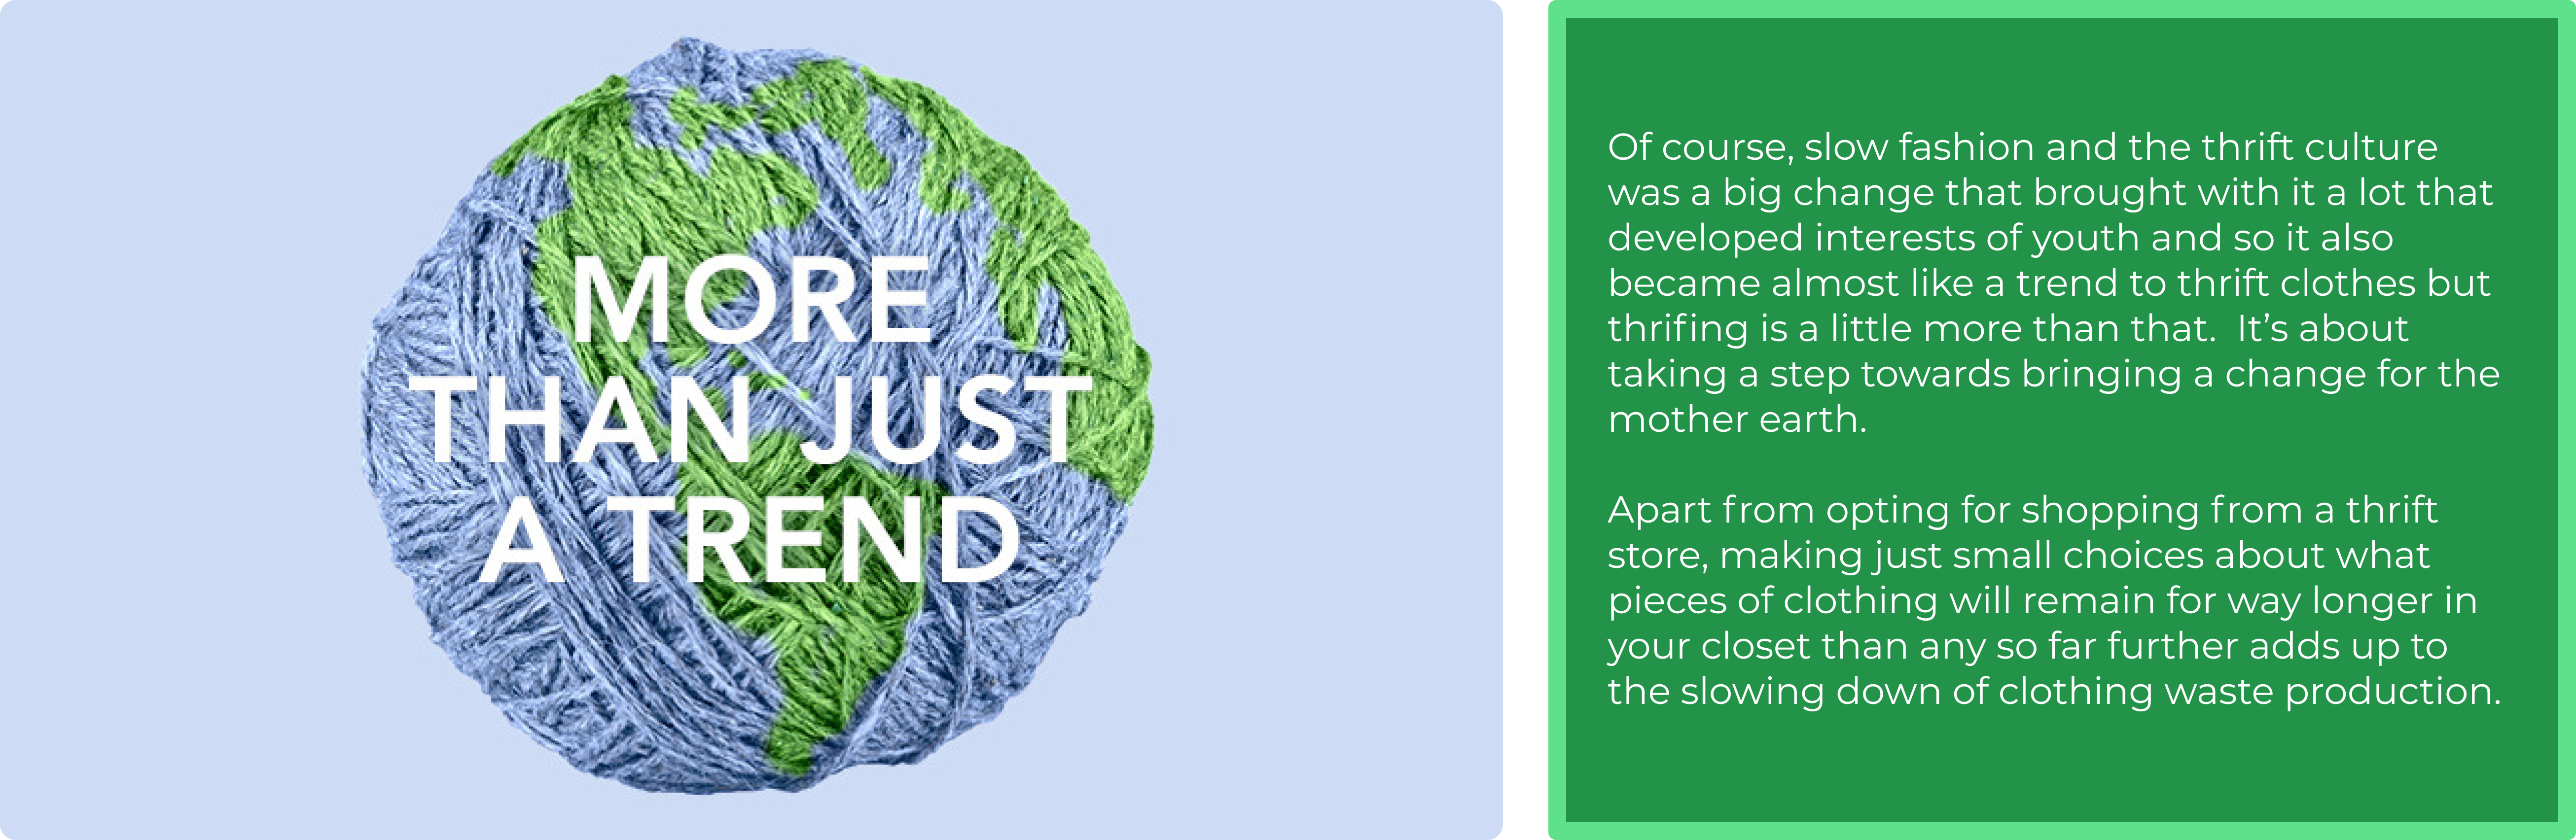 MORE
THAN JUST
A TREND
Of course, slow fashion and the thrift culture
was a big change that brought with it a lot that
developed interests of youth and so it also
became almost like a trend to thrift clothes but
thrifing is a little more than that.  It’s about
taking a step towards bringing a change for the
mother earth.
Apart from opting for shopping from a thrift
store, making just small choices about what
pieces of clothing will remain for way longer in
your closet than any so far further adds up to
the slowing down of clothing waste production.